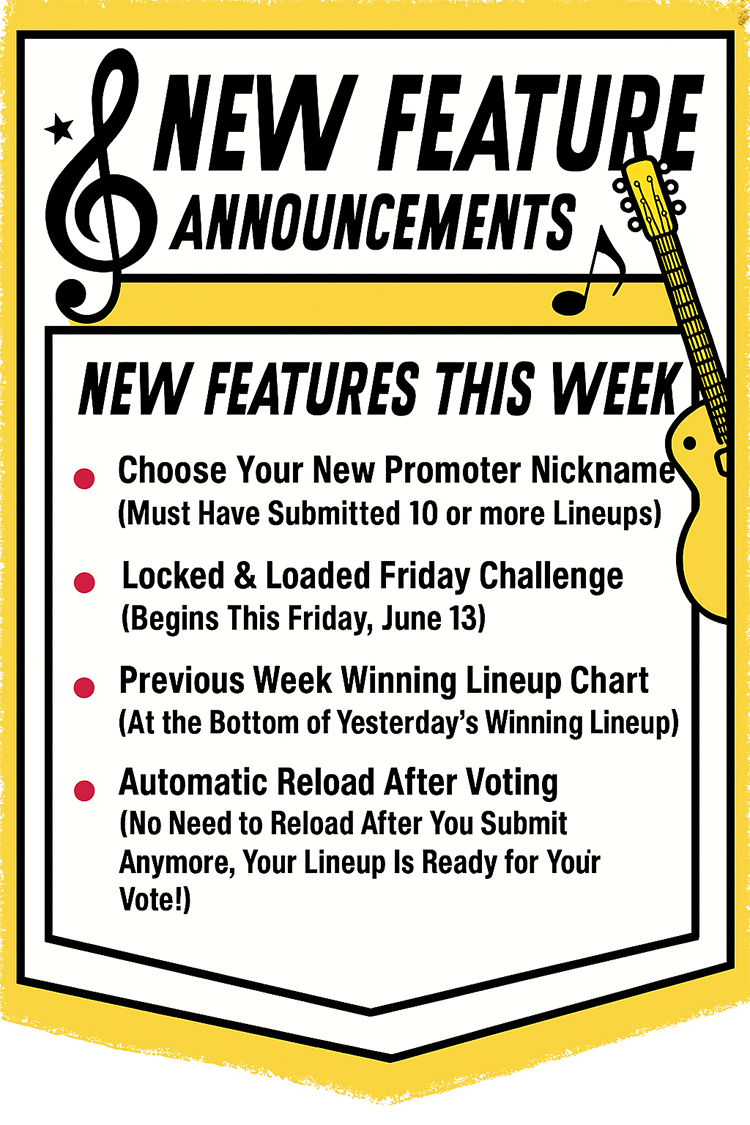 NEW FEATURE
ANNOUNCEMENTS
NEW FEATURES THIS WEEK
Choose Your New Promoter Nickname
(Must Have Submitted 10 or more Lineups)
Locked & Loaded Friday Challenge
(Begins This Friday, June 13)
Previous Week Winning Lineup Chart
(At the Bottom of Yesterday's Winning Lineup)
Automatic Reload After Voting
(No Need to Reload After You Submit
Anymore, Your Lineup Is Ready for Your
Vote!)